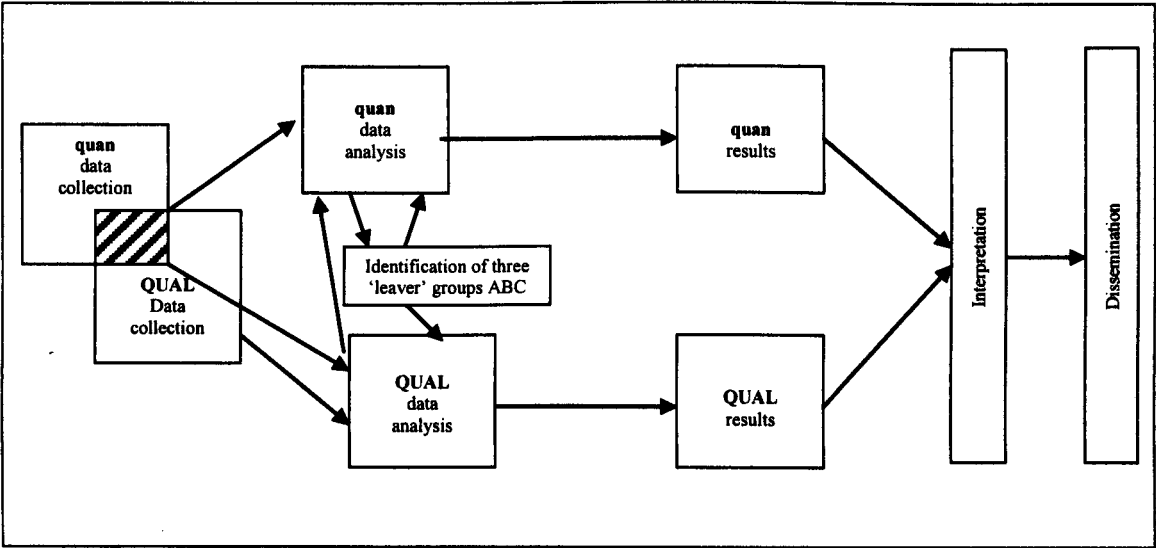 quan
data
collection
QUAL
Data
collection
quan
data
analysis
Identification of three
‘leaver’ groups ABC
QUAL
data
analysis
quan
results
QUAL
results
Interpretation
Dissemination